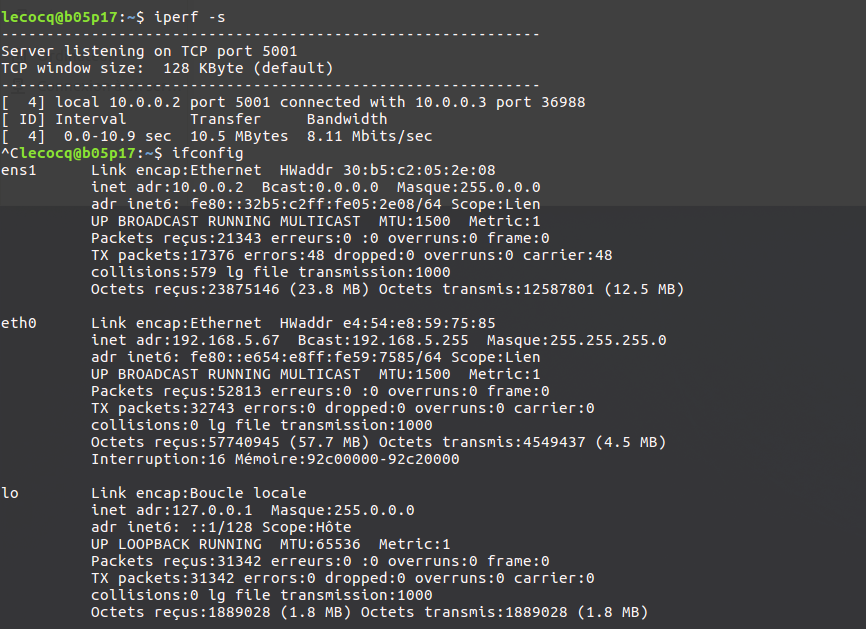 lecocq@b05p17:~$ iperf -s
------------------------------------------------------------
Server listening on TCP port 5001
TCP window size:  128 KByte (default)
------------------------------------------------------------
[  4] local 10.0.0.2 port 5001 connected with 10.0.0.3 port 36988
[ ID] Interval       Transfer     Bandwidth
[  4]  0.0-10.9 sec  10.5 MBytes  8.11 Mbits/sec
^Clecocq@b05p17:~$ ifconfig
ens1      Link encap:Ethernet  HWaddr 30:b5:c2:05:2e:08
          inet adr:10.0.0.2  Bcast:0.0.0.0  Masque:255.0.0.0
          adr inet6: fe80::32b5:c2ff:fe05:2e08/64 Scope:Lien
          UP BROADCAST RUNNING MULTICAST  MTU:1500  Metric:1
          Packets reçus:21343 erreurs:0 :0 overruns:0 frame:0
          TX packets:17376 errors:48 dropped:0 overruns:0 carrier:48
          collisions:579 lg file transmission:1000
          Octets reçus:23875146 (23.8 MB) Octets transmis:12587801 (12.5 MB)

eth0      Link encap:Ethernet  HWaddr e4:54:e8:59:75:85
          inet adr:192.168.5.67  Bcast:192.168.5.255  Masque:255.255.255.0
          adr inet6: fe80::e654:e8ff:fe59:7585/64 Scope:Lien
          UP BROADCAST RUNNING MULTICAST  MTU:1500  Metric:1
          Packets reçus:52813 erreurs:0 :0 overruns:0 frame:0
          TX packets:32743 errors:0 dropped:0 overruns:0 carrier:0
          collisions:0 lg file transmission:1000
          Octets reçus:57740945 (57.7 MB) Octets transmis:4549437 (4.5 MB)
          Interruption:16 Mémoire:92c00000-92c20000

lo        Link encap:Boucle locale
          inet adr:127.0.0.1  Masque:255.0.0.0
          adr inet6: ::1/128 Scope:Hôte
          UP LOOPBACK RUNNING  MTU:65536  Metric:1
          Packets reçus:31342 erreurs:0 :0 overruns:0 frame:0
          TX packets:31342 errors:0 dropped:0 overruns:0 carrier:0
          collisions:0 lg file transmission:1000
          Octets reçus:1889028 (1.8 MB) Octets transmis:1889028 (1.8 MB)